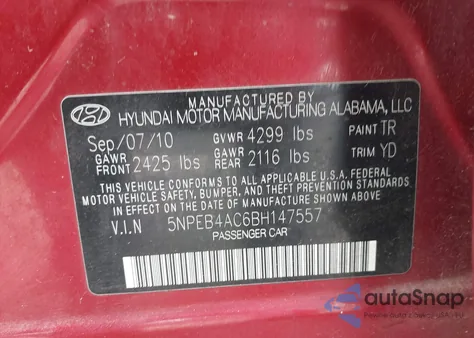 MANUFACTURED BY
HYUNDAI MOTOR MANUFACTURING ALABAMA, LLC
Sep/07/10 GVWR 4299 lbs PAINT TR
GAWR FRONT 2425 lbs GAWR REAR 2116 lbs TRIM YD
THIS VEHICLE CONFORMS TO ALL APPLICABLE U.S.A. FEDERAL
MOTOR VEHICLE SAFETY, BUMPER, AND THEFT PREVENTION
STANDARDS IN EFFECT ON THE DATE OF MANUFACTURE SHOWN ABOVE.
V.I.N 5NPEB4AC6BH147557
PASSENGER CAR
autoSnap